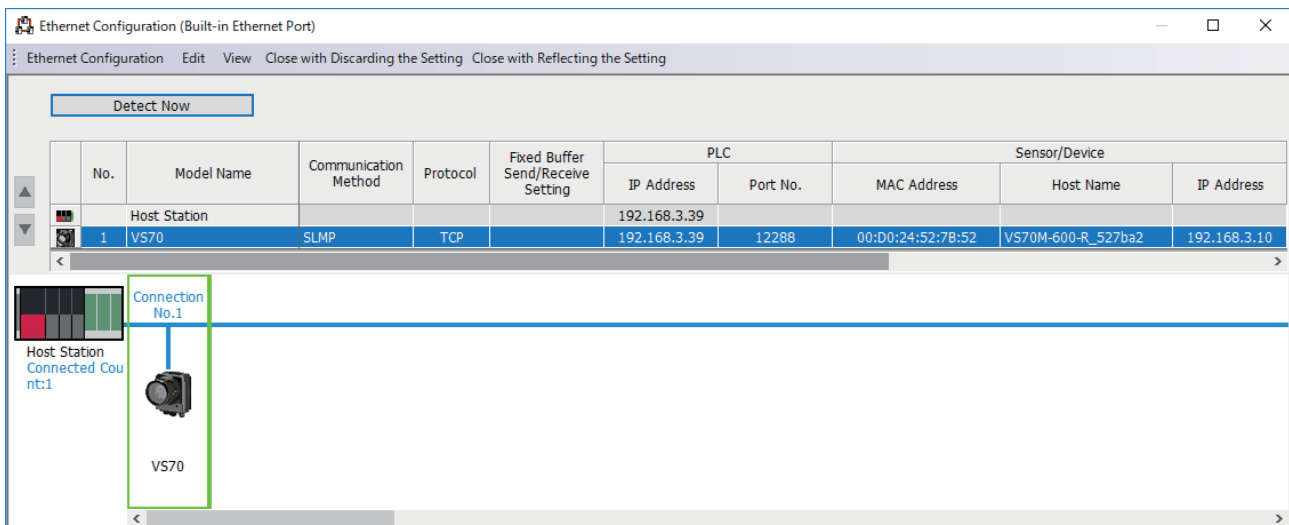 Ethernet Configuration (Built-in Ethernet Port)
Ethernet Configuration Edit View Close with Discarding the Setting Close with Reflecting the Setting
Detect Now
No. Model Name Communication Method Protocol Fixed Buffer Send/Receive Setting PLC Sensor/Device
IP Address Port No. MAC Address Host Name IP Address
Host Station 192.168.3.39
1 VS70 SLMP TCP 192.168.3.39 12288 00:D0:24:52:7B:52 VS70M-600-R_527ba2 192.168.3.10
Connection
No.1
Host Station
Connected Cou
nt:1
VS70